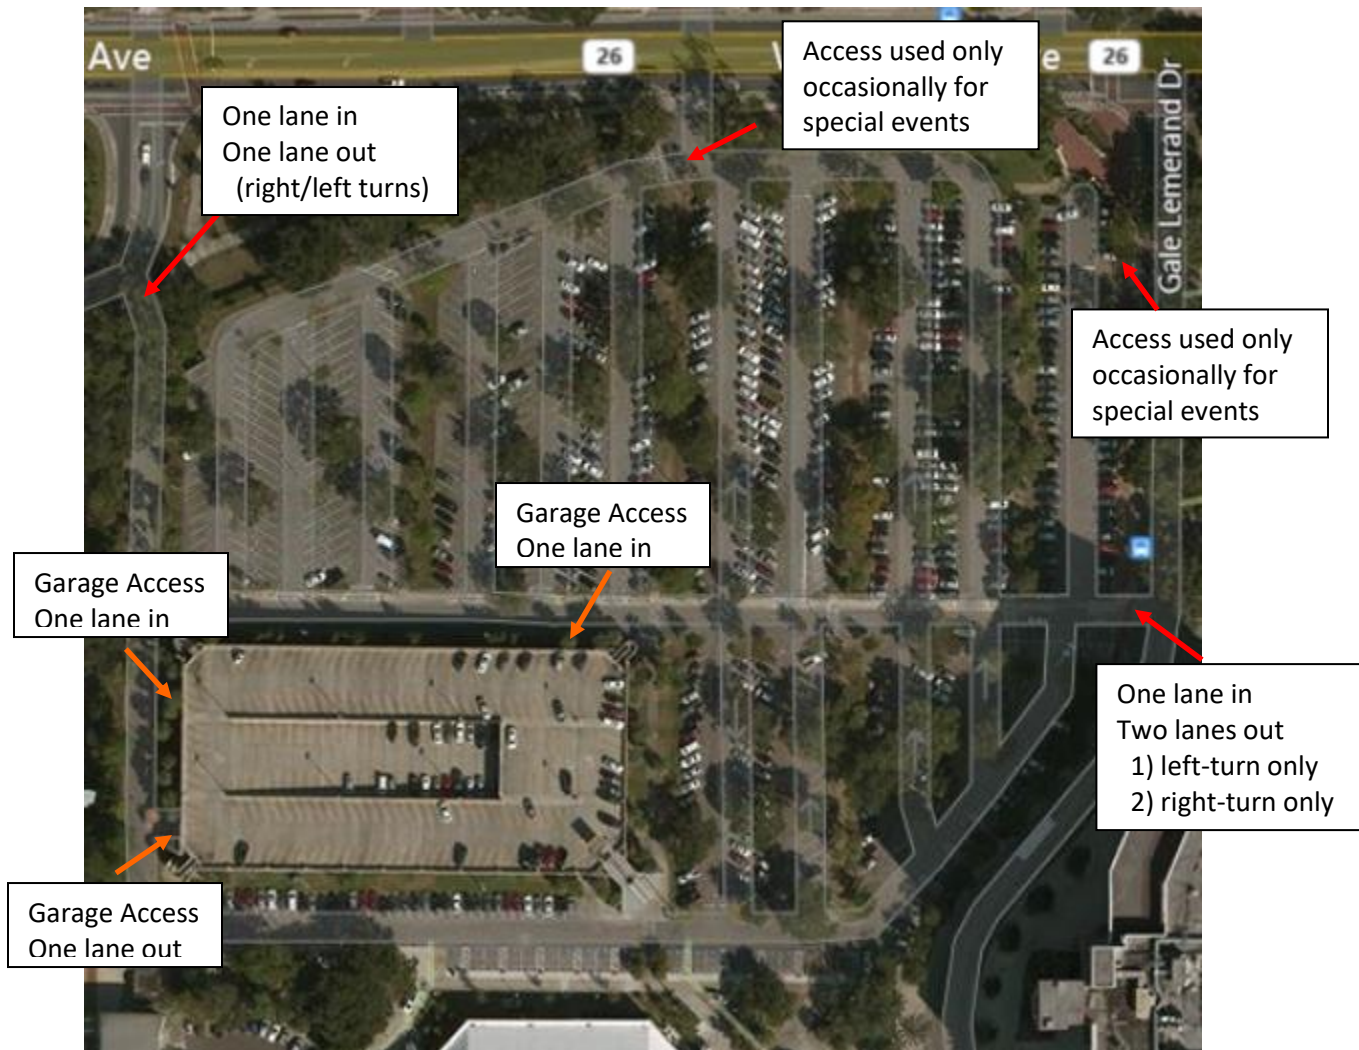 Ave
26
W
e
26
Gale Lemerand Dr
Access used only
occasionally for
special events
One lane in
One lane out
(right/left turns)
Access used only
occasionally for
special events
Garage Access
One lane in
Garage Access
One lane in
One lane in
Two lanes out
1) left-turn only
2) right-turn only
Garage Access
One lane out